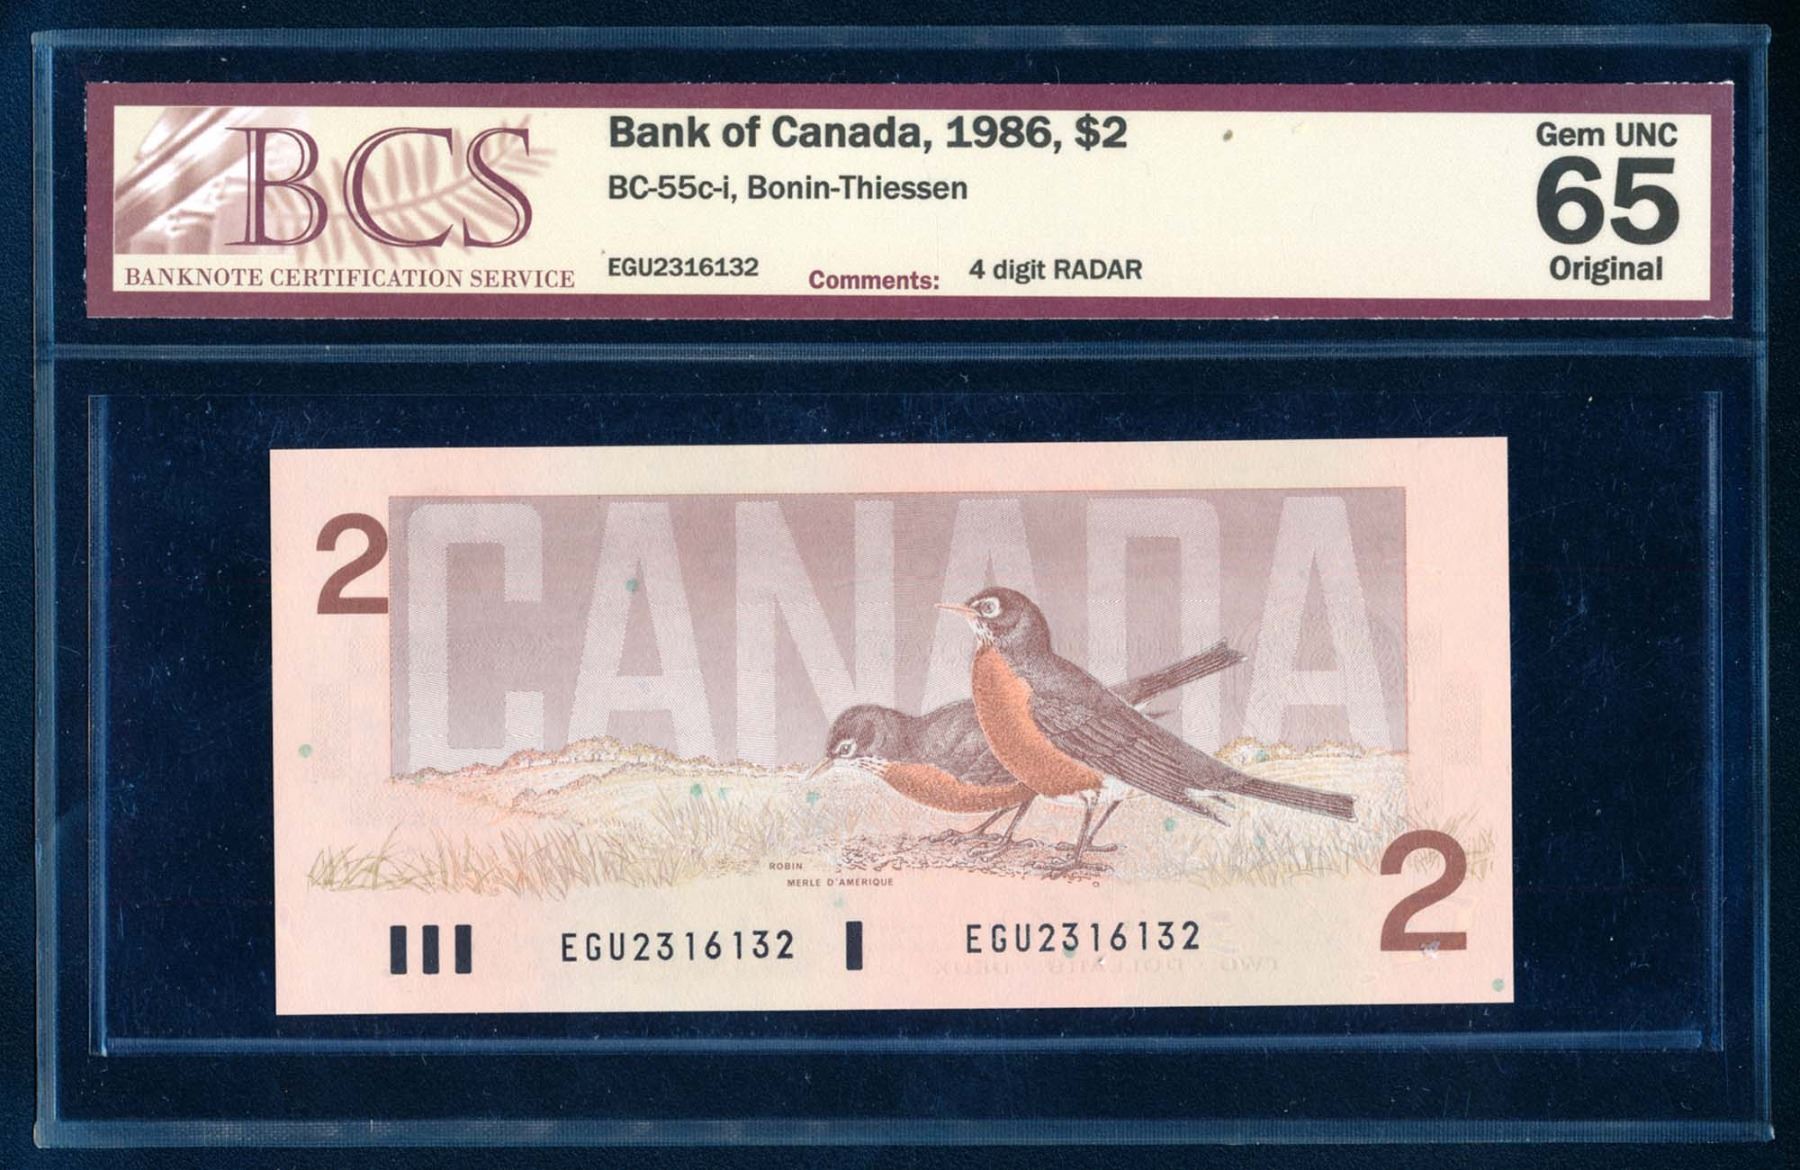 BCS
BANKNOTE CERTIFICATION SERVICE
Bank of Canada, 1986, $2
BC-55c-i, Bonin-Thiessen
EGU2316132 Comments: 4 digit RADAR
Gem UNC
65
Original
2
CANADA
ROBIN
MERLE D'AMÉRIQUE
2
EGU2316132 EGU2316132